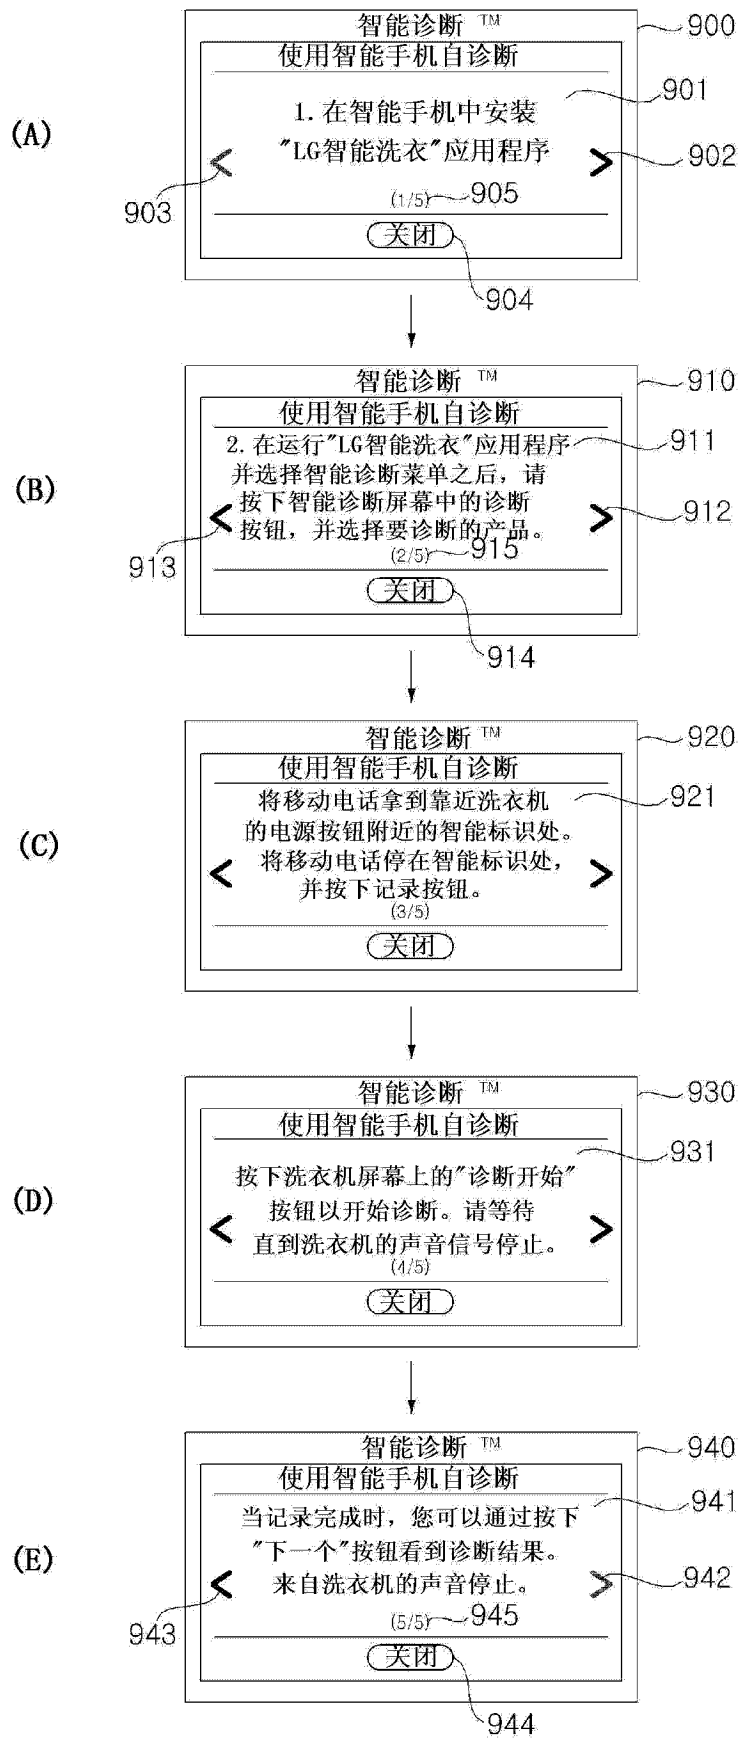 智能诊断 TM
900
使用智能手机自诊断
901
(A)
1. 在智能手机中安装
"LG智能洗衣"应用程序
902
903
(1/5)
905
关闭
904
智能诊断 TM
910
使用智能手机自诊断
2. 在运行"LG智能洗衣"应用程序
911
并选择智能诊断菜单之后，请
(B)
按下智能诊断屏幕中的诊断
912
按钮，并选择要诊断的产品。
913
(2/5)
915
关闭
914
智能诊断 TM
920
使用智能手机自诊断
将移动电话拿到靠近洗衣机
921
的电源按钮附近的智能标识处。
(C)
将移动电话停在智能标识处，
并按下记录按钮。
(3/5)
关闭
智能诊断 TM
930
使用智能手机自诊断
931
按下洗衣机屏幕上的"诊断开始"
(D)
按钮以开始诊断。请等待
直到洗衣机的声音信号停止。
(4/5)
关闭
智能诊断 TM
940
使用智能手机自诊断
941
当记录完成时，您可以通过按下
"下一个"按钮看到诊断结果。
(E)
来自洗衣机的声音停止。
942
943
(5/5)
945
关闭
944